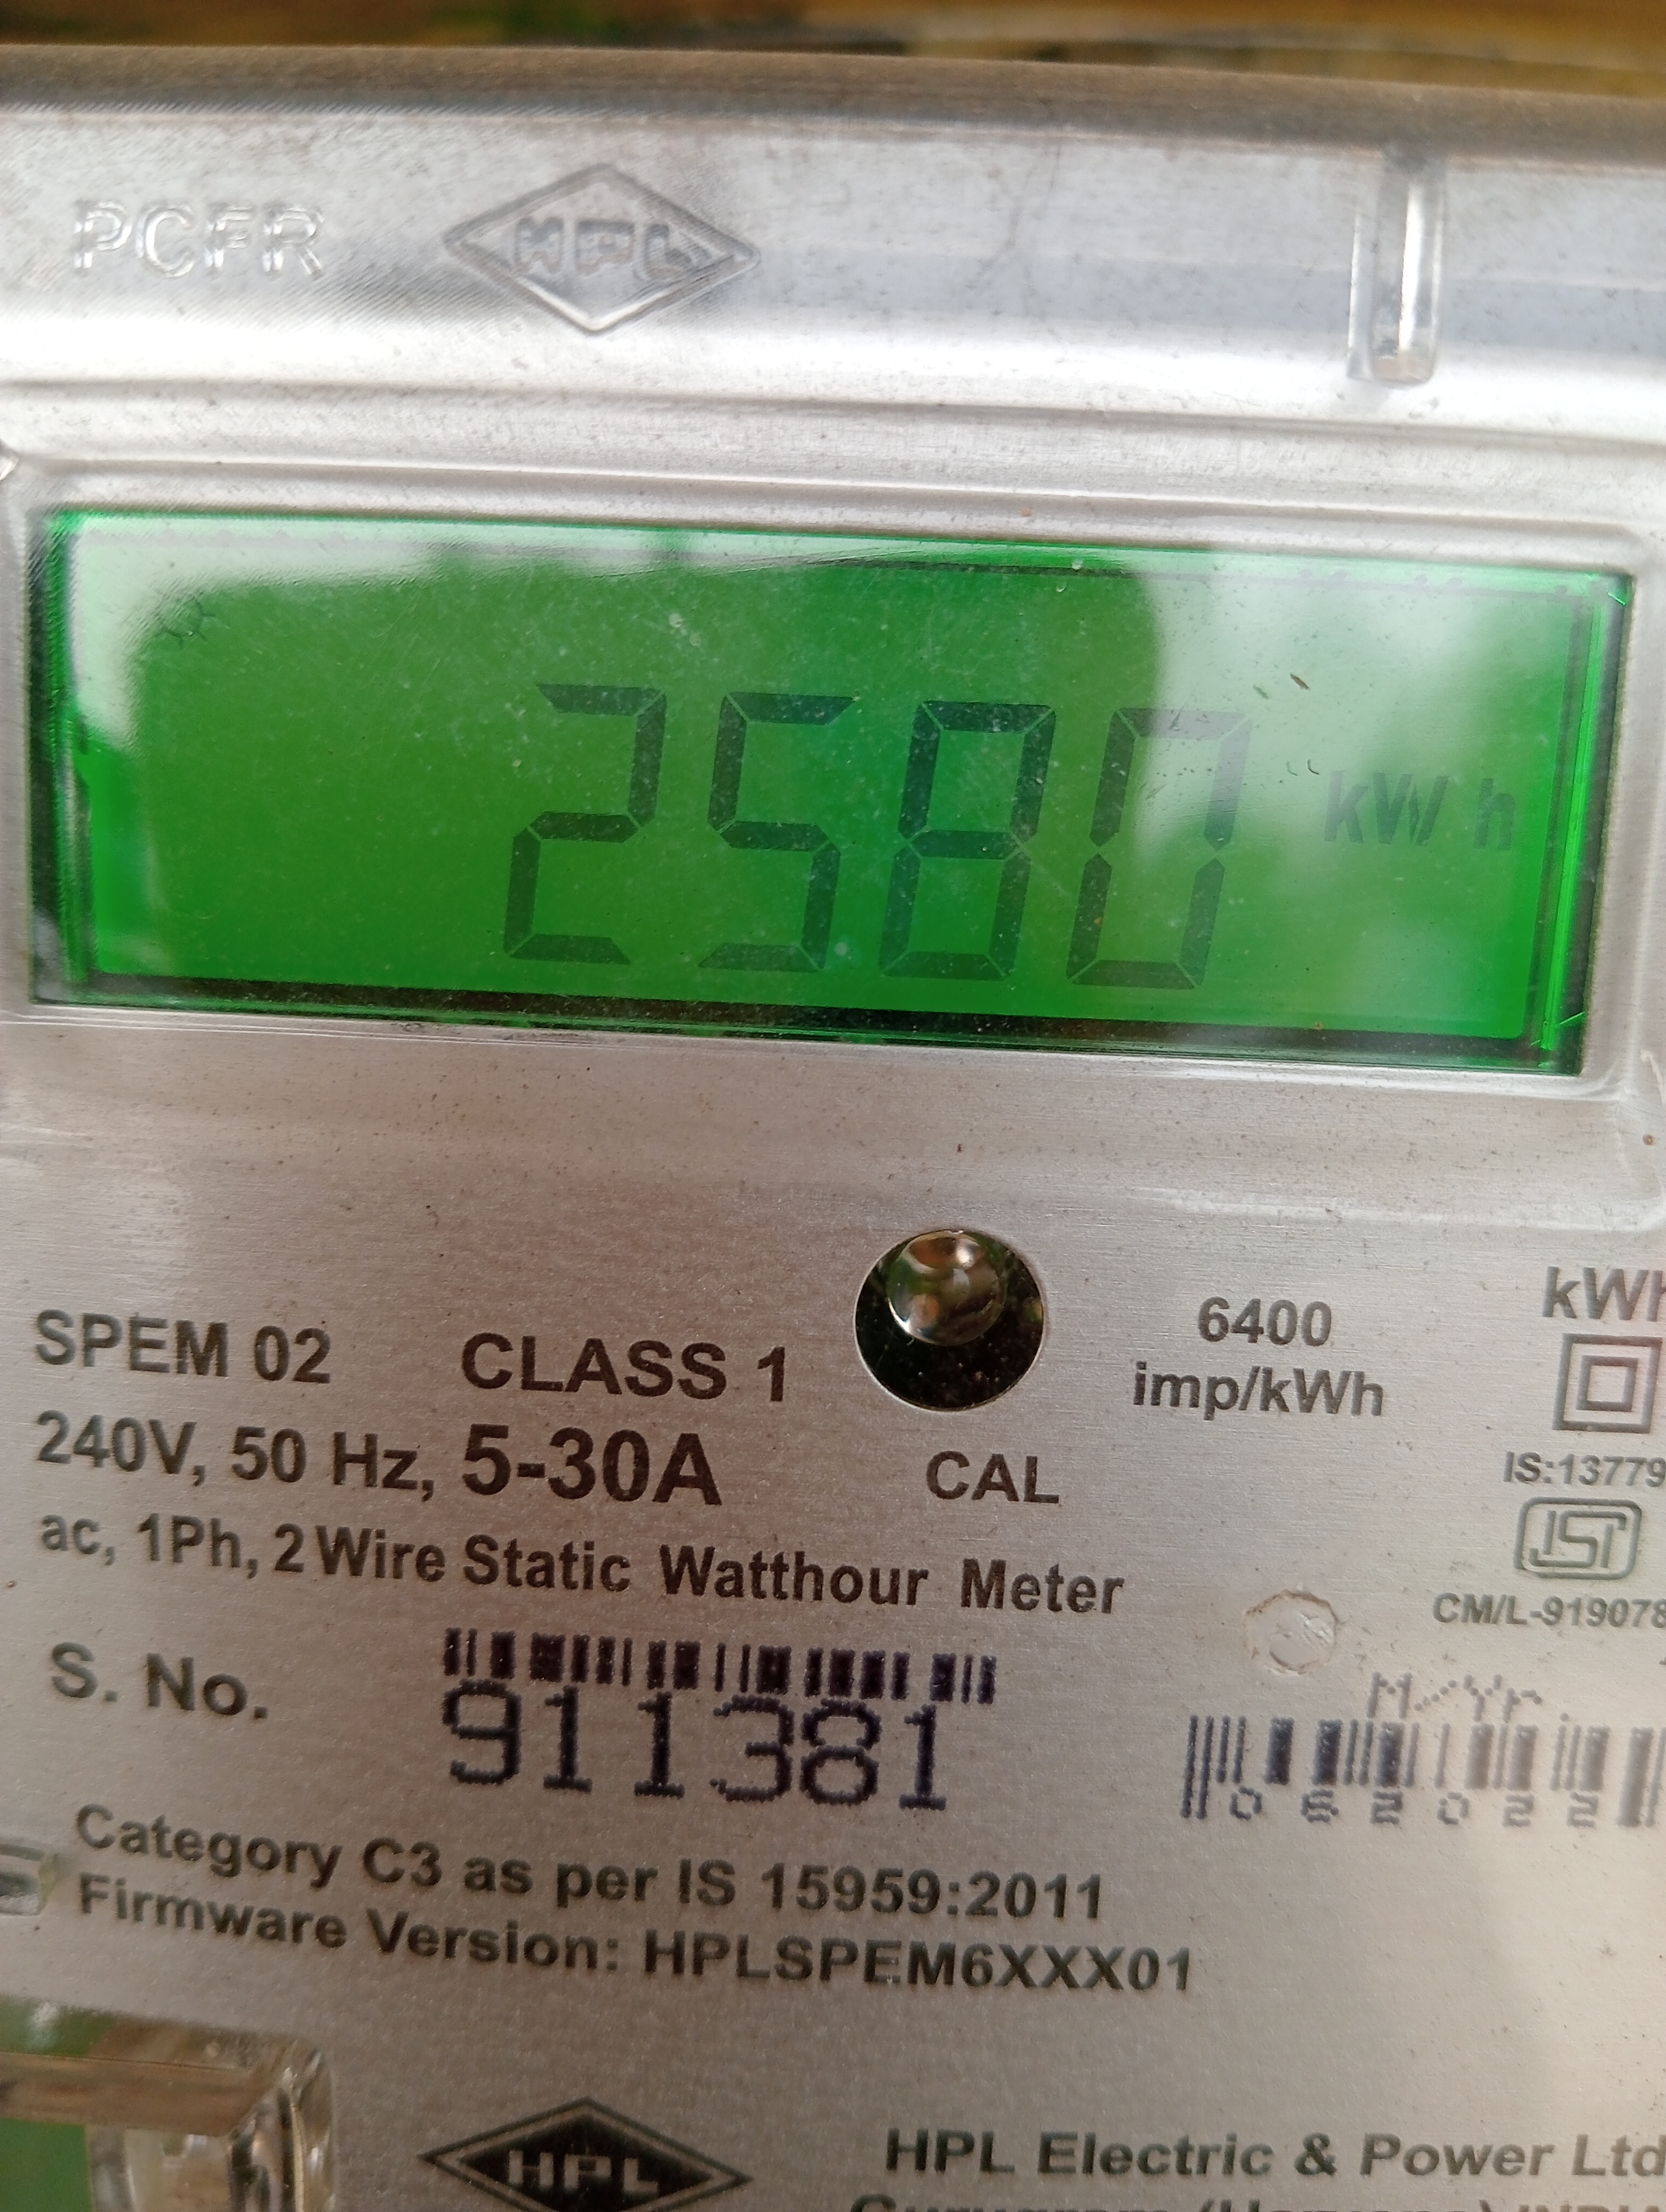 PCFR HPL
2580 kWh
SPEM 02 CLASS 1
6400
imp/kWh
kWh
240V, 50 Hz, 5-30A
CAL
IS:13779
ac, 1Ph, 2 Wire Static Watthour Meter
ISI
CM/L-919078
S. No. 911381
M/Yr.
062022
Category C3 as per IS 15959:2011
Firmware Version: HPLSPEM6XXX01
HPL
HPL Electric & Power Ltd